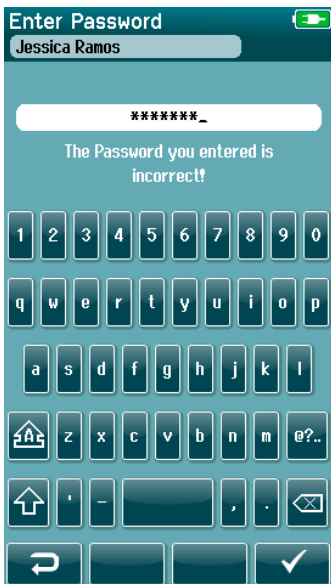 Enter Password
Jessica Ramos
*******_
The Password you entered is
incorrect!
1 2 3 4 5 6 7 8 9 0
q w e r t y u i o p
a s d f g h j k l
A z x c v b n m @?..
' - , .